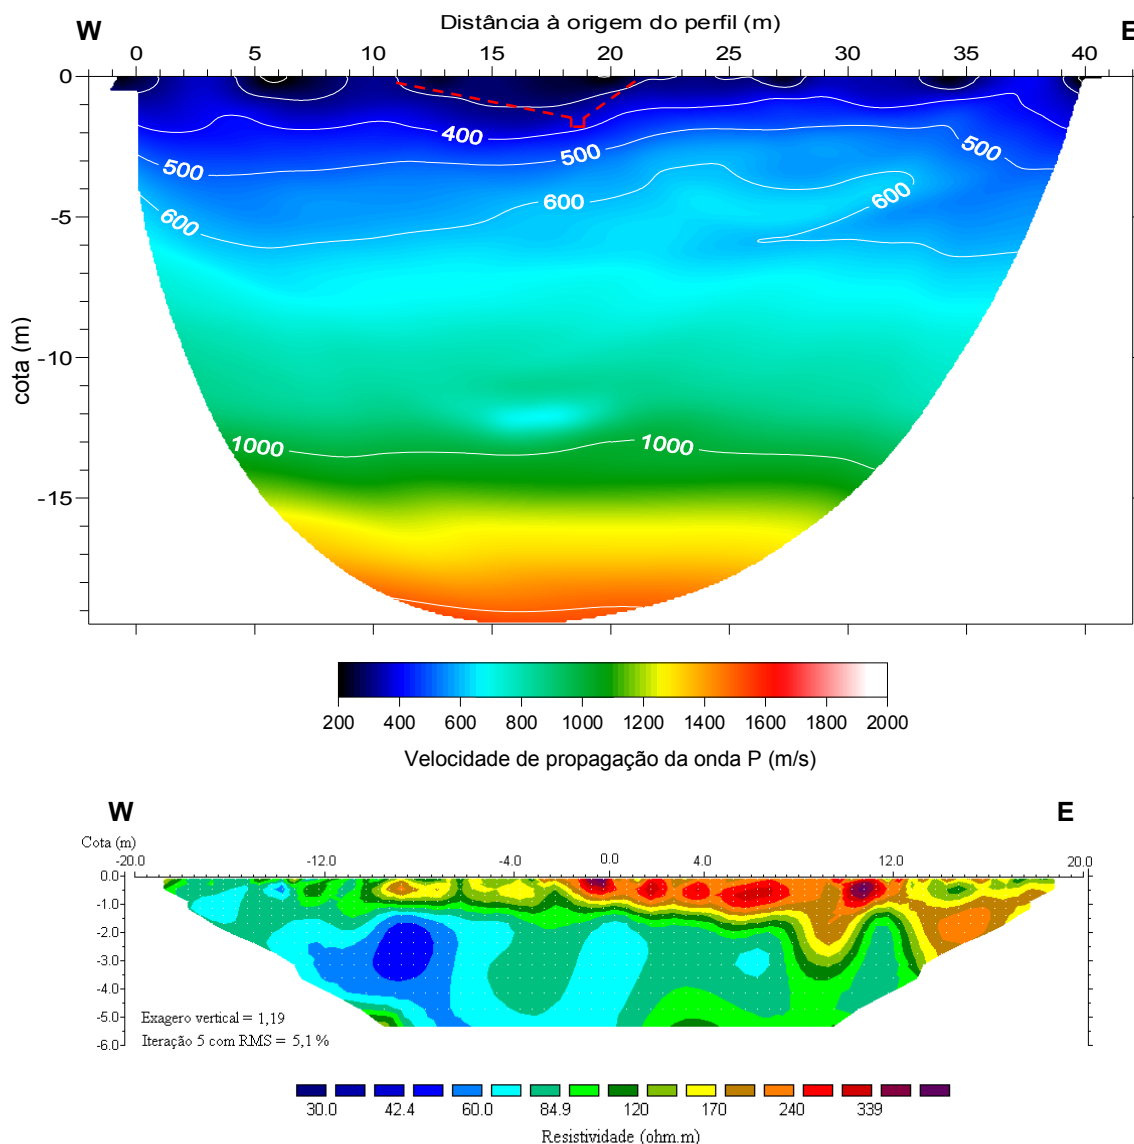 Distância à origem do perfil (m)
W E
0 5 10 15 20 25 30 35 40
0
-5
-10
-15
cota (m)
400
500 500 500
600 600 600
1000 1000
200 400 600 800 1000 1200 1400 1600 1800 2000
Velocidade de propagação da onda P (m/s)
W E
Cota (m)
-20.0 -12.0 -4.0 0.0 4.0 12.0 20.0
0.0
-1.0
-2.0
-3.0
-4.0
-5.0
-6.0
Exagero vertical = 1,19
Iteração 5 com RMS = 5,1 %
30.0 42.4 60.0 84.9 120 170 240 339
Resistividade (ohm.m)